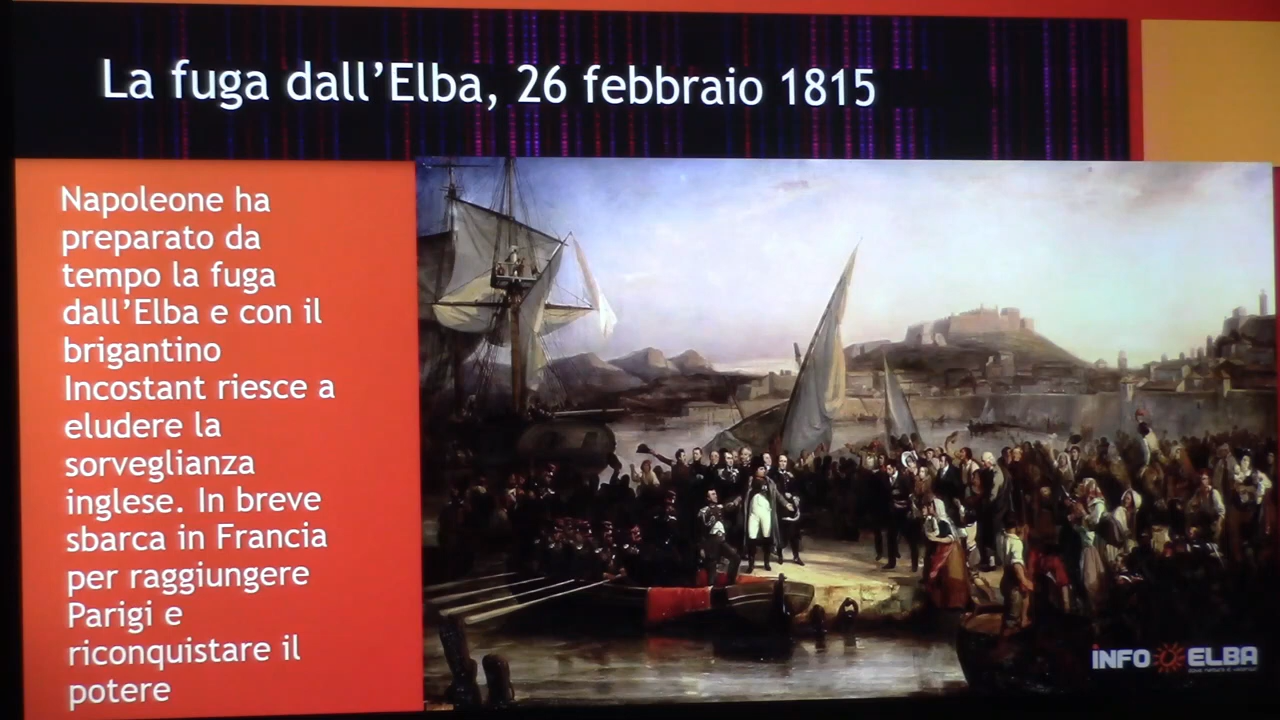 La fuga dall’Elba, 26 febbraio 1815
Napoleone ha
preparato da
tempo la fuga
dall’Elba e con il
brigantino
Incostant riesce a
eludere la
sorveglianza
inglese. In breve
sbarca in Francia
per raggiungere
Parigi e
riconquistare il
potere
INFO ELBA